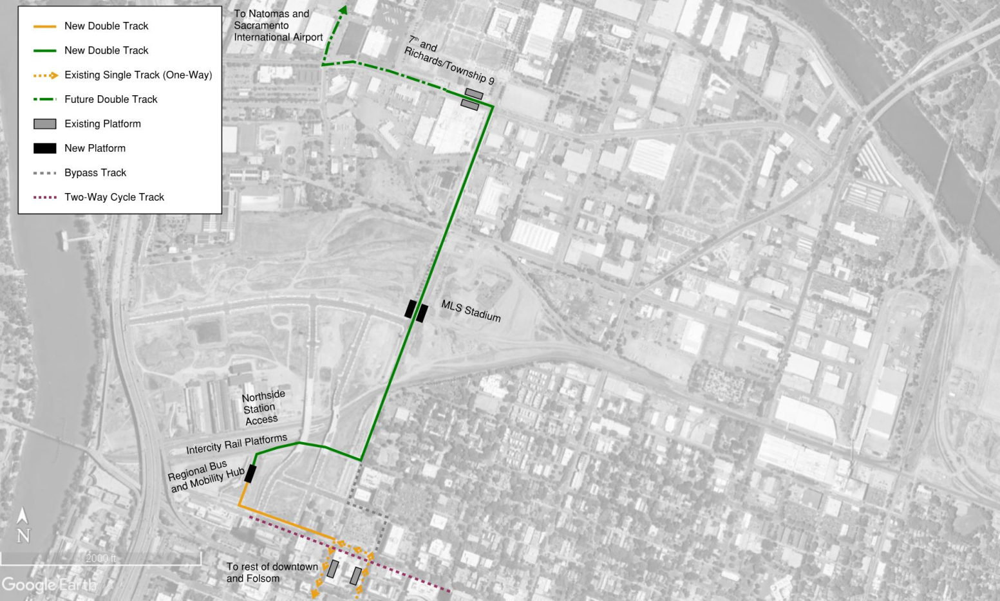 New Double Track
New Double Track
Existing Single Track (One-Way)
Future Double Track
Existing Platform
New Platform
Bypass Track
Two-Way Cycle Track
To Natomas and
Sacramento
International Airport
7th and
Richards/Township 9
MLS Stadium
Northside
Station
Access
Intercity Rail Platforms
Regional Bus
and Mobility Hub
N
2000 ft
To rest of downtown
and Folsom
Google Earth